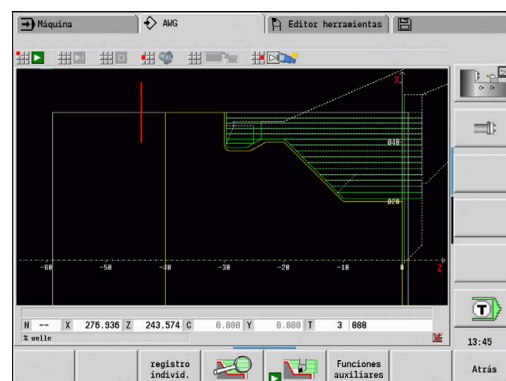 Máquina
AWG
Editor herramientas
X
Ø40
Ø20
-60
-50
-40
-30
-20
-10
0
Z
N -- X 276.936 Z 243.574 C 0.000 Y 0.000 T 3 000
% welle
T
13:45
registro individ.
Funciones auxiliares
Atrás